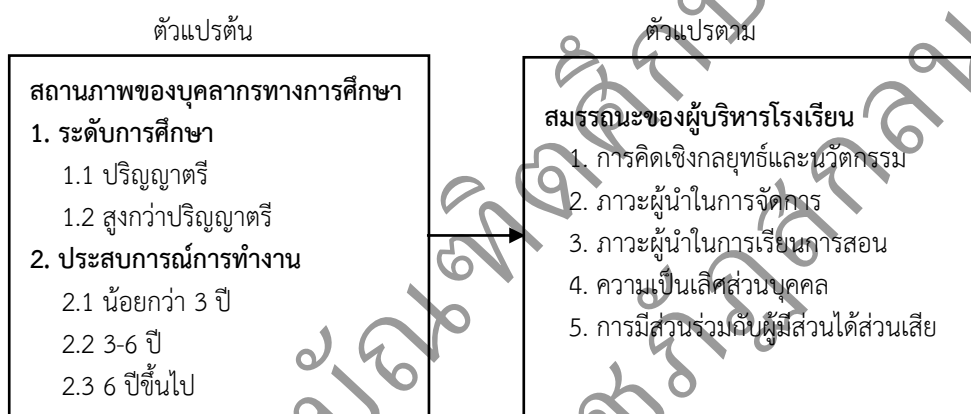 ตัวแปรต้น
สถานภาพของบุคลากรทางการศึกษา
1. ระดับการศึกษา
1.1 ปริญญาตรี
1.2 สูงกว่าปริญญาตรี
2. ประสบการณ์การทำงาน
2.1 น้อยกว่า 3 ปี
2.2 3-6 ปี
2.3 6 ปีขึ้นไป
ตัวแปรตาม
สมรรถนะของผู้บริหารโรงเรียน
1. การคิดเชิงกลยุทธ์และนวัตกรรม
2. ภาวะผู้นำในการจัดการ
3. ภาวะผู้นำในการเรียนการสอน
4. ความเป็นเลิศส่วนบุคคล
5. การมีส่วนร่วมกับผู้มีส่วนได้ส่วนเสีย